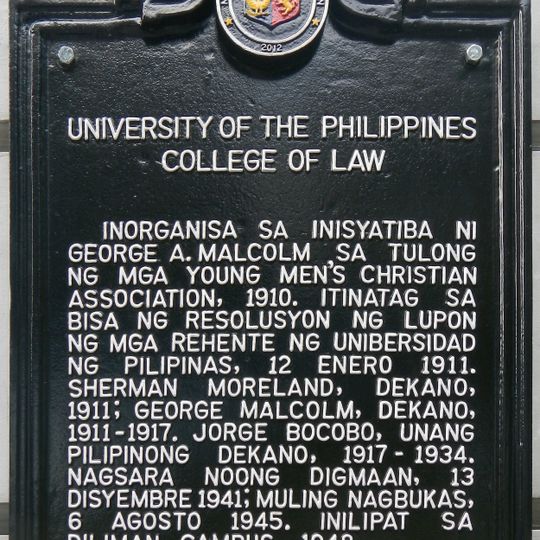 2012
UNIVERSITY OF THE PHILIPPINES
COLLEGE OF LAW
INORGANISA SA INISYATIBA NI
GEORGE A. MALCOLM SA TULONG
NG MGA YOUNG MEN'S CHRISTIAN
ASSOCIATION, 1910. ITINATAG SA
BISA NG RESOLUSYON NG LUPON
NG MGA REHENTE NG UNIBERSIDAD
NG PILIPINAS, 12 ENERO 1911.
SHERMAN MORELAND, DEKANO,
1911; GEORGE MALCOLM, DEKANO,
1911-1917. JORGE BOCOBO, UNANG
PILIPINONG DEKANO, 1917-1934.
NAGSARA NOONG DIGMAAN, 13
DISYEMBRE 1941; MULING NAGBUKAS,
6 AGOSTO 1945. INILIPAT SA
DILIMAN CAMPUS, 1948.